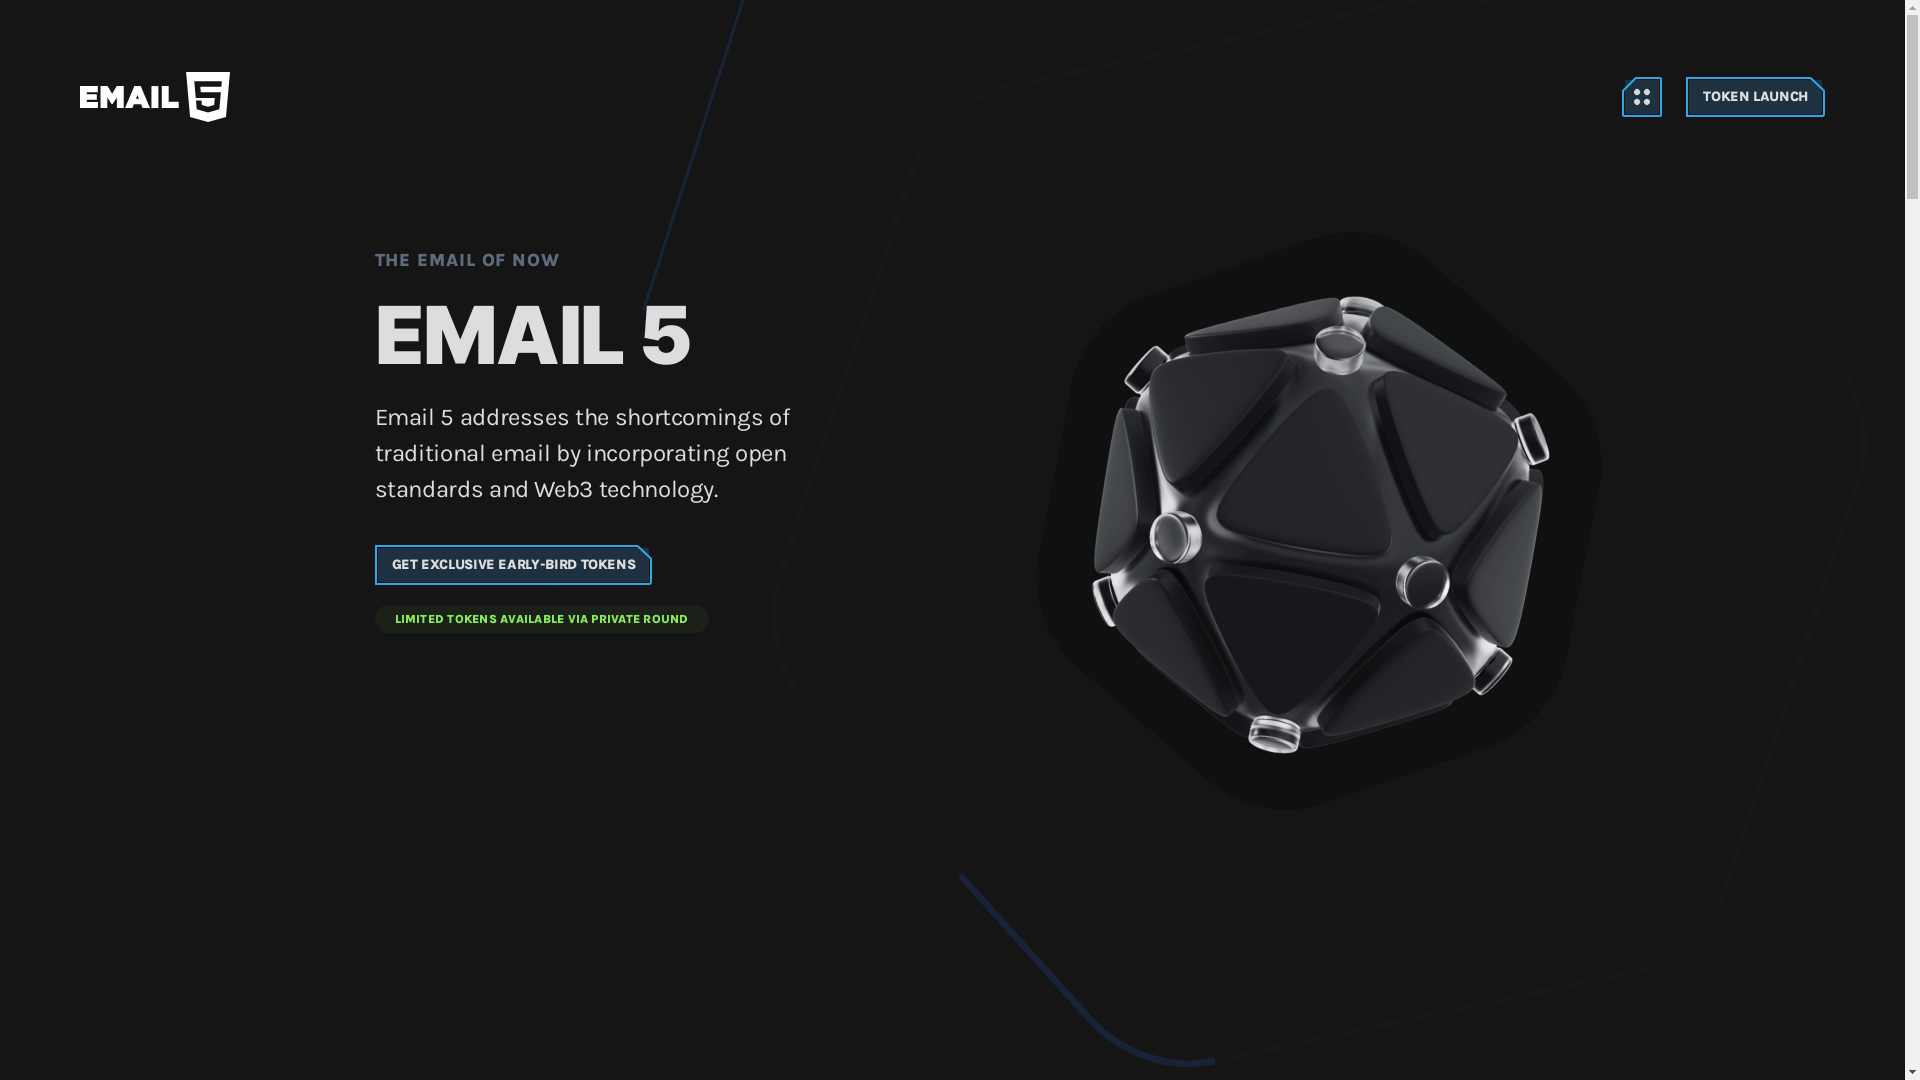 EMAIL 5
TOKEN LAUNCH
THE EMAIL OF NOW
EMAIL 5
Email 5 addresses the shortcomings of
traditional email by incorporating open
standards and Web3 technology.
GET EXCLUSIVE EARLY-BIRD TOKENS
LIMITED TOKENS AVAILABLE VIA PRIVATE ROUND